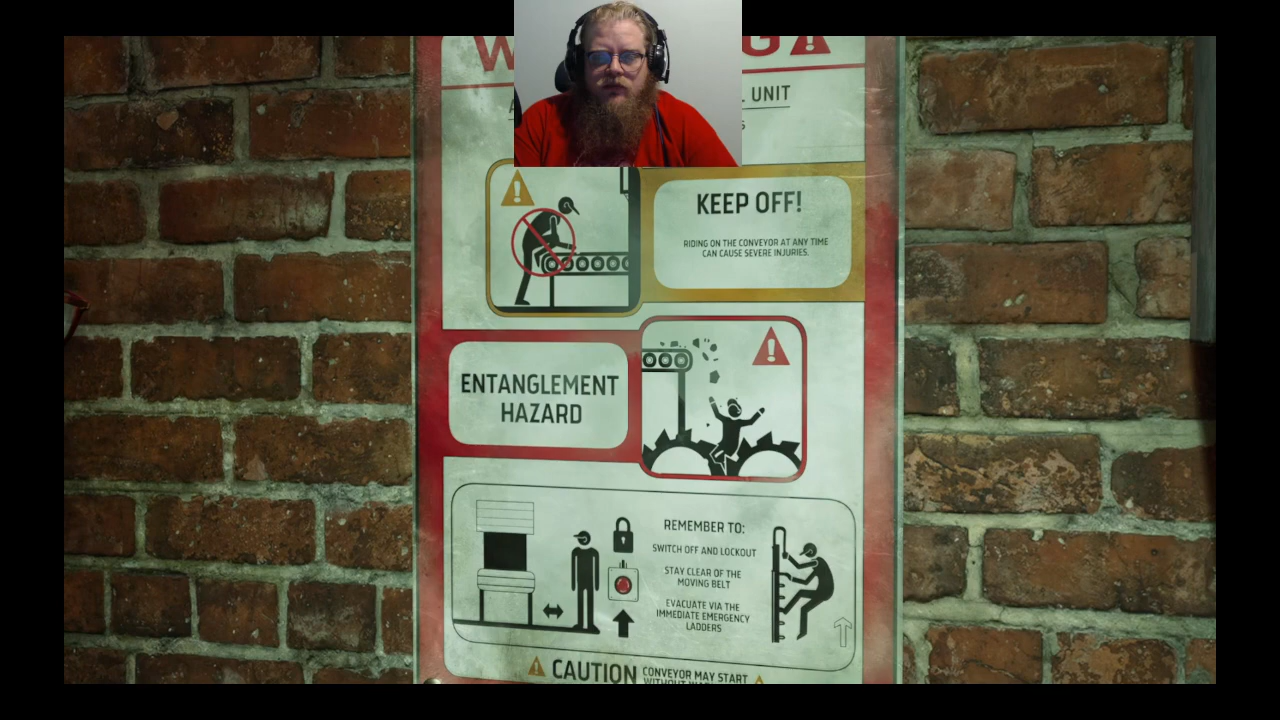 UNIT
KEEP OFF!
RIDING ON THE CONVEYOR AT ANY TIME
CAN CAUSE SEVERE INJURIES.
ENTANGLEMENT
HAZARD
REMEMBER TO:
SWITCH OFF AND LOCKOUT
STAY CLEAR OF THE
MOVING BELT
EVACUATE VIA THE
IMMEDIATE EMERGENCY
LADDERS
CAUTION
CONVEYOR MAY START